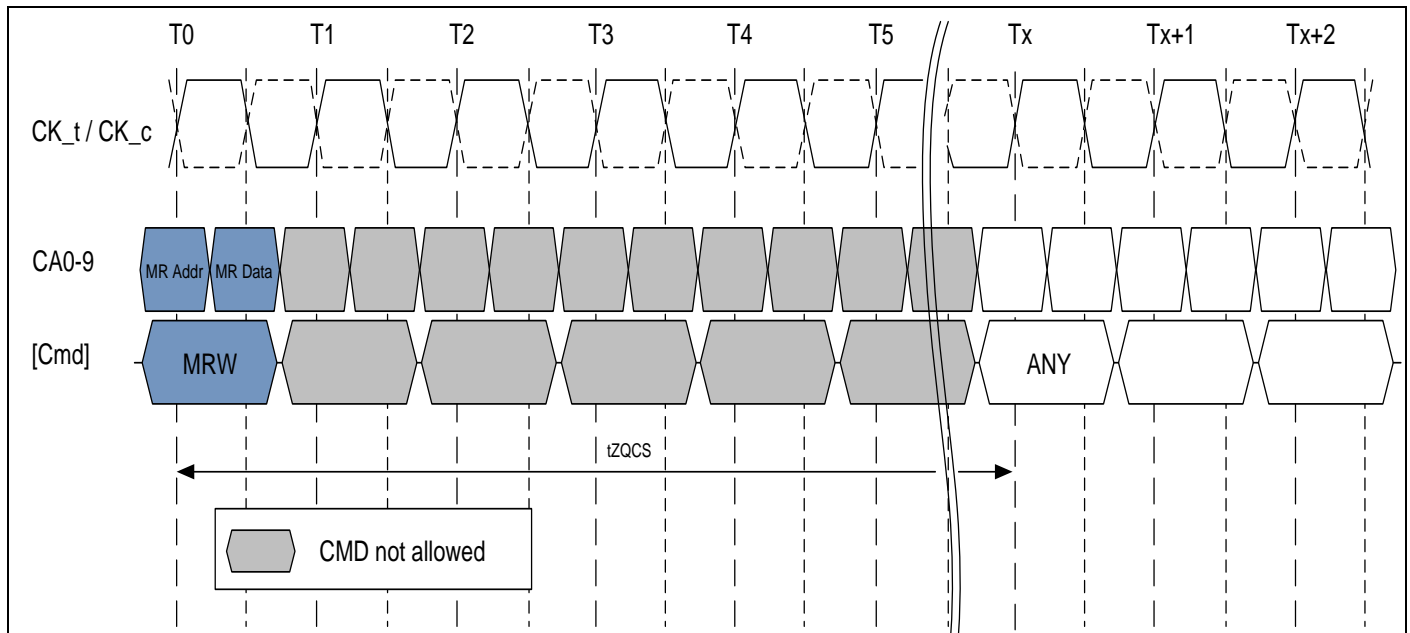 T0 T1 T2 T3 T4 T5 Tx Tx+1 Tx+2
CK_t / CK_c
CA0-9 MR Addr MR Data
[Cmd] MRW ANY
tZQCS
CMD not allowed